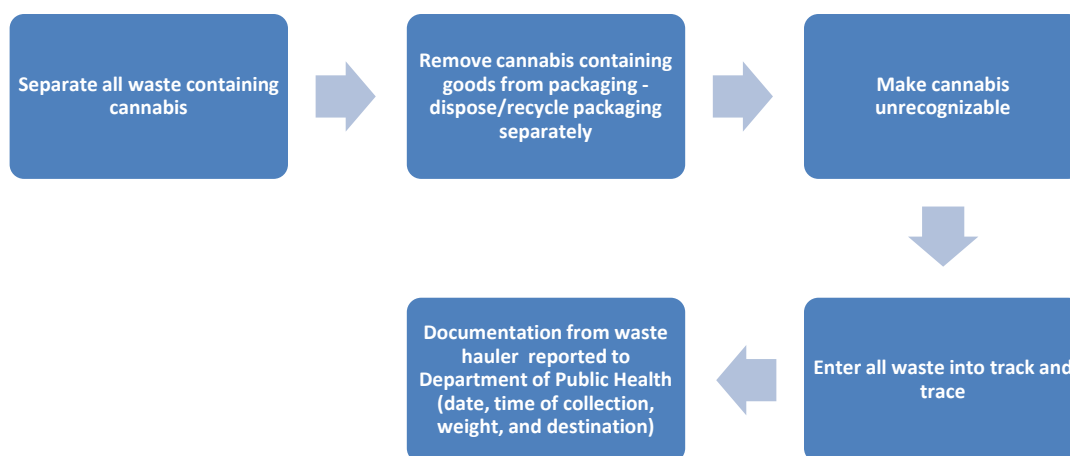 Separate all waste containing
cannabis
Remove cannabis containing
goods from packaging -
dispose/recycle packaging
separately
Make cannabis
unrecognizable
Enter all waste into track and
trace
Documentation from waste
hauler reported to
Department of Public Health
(date, time of collection,
weight, and destination)